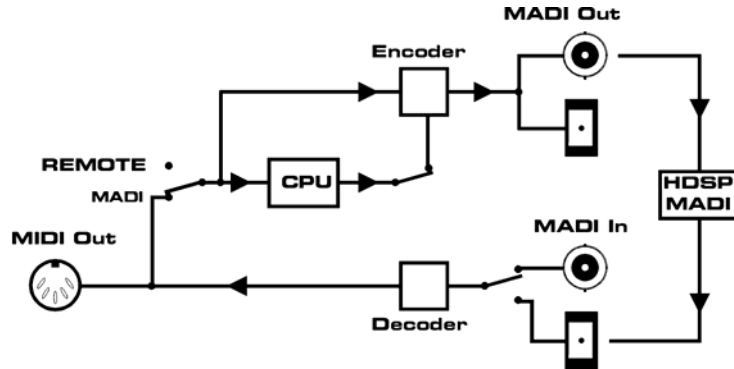 MADI Out
Encoder
REMOTE
CPU
MADI
HDSP
MADI
MIDI Out
MADI In
Decoder